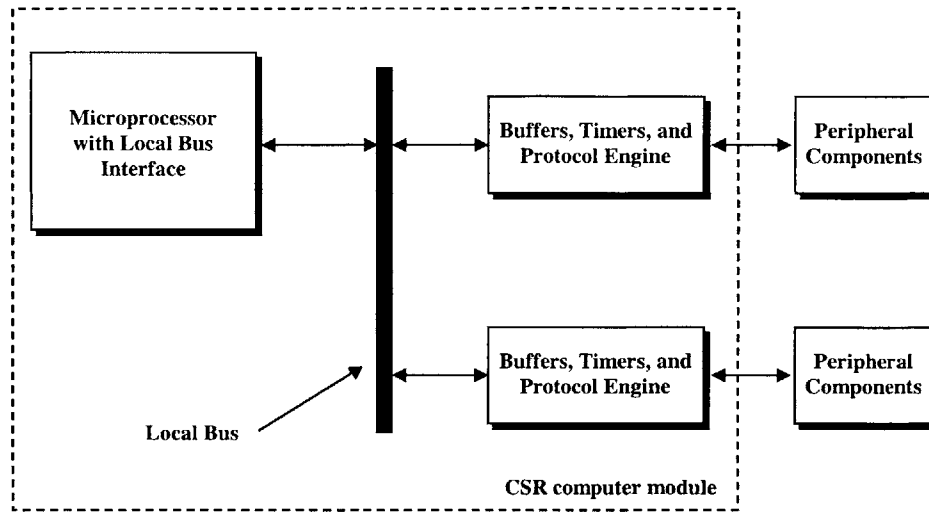 Microprocessor
with Local Bus
Interface
Buffers, Timers, and
Protocol Engine
Peripheral
Components
Buffers, Timers, and
Protocol Engine
Peripheral
Components
Local Bus
CSR computer module